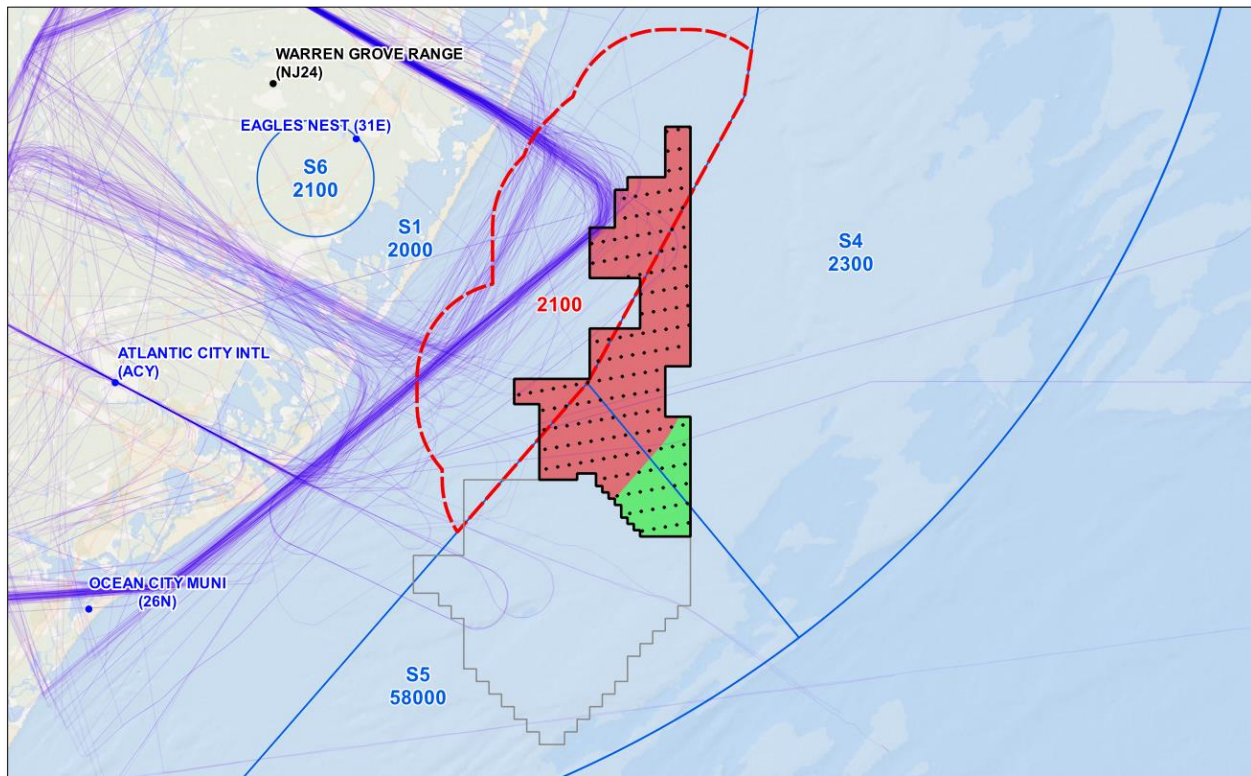 WARREN GROVE RANGE
(NJ24)
EAGLES NEST (31E)
S6
2100
S1
2000
S4
2300
2100
ATLANTIC CITY INTL
(ACY)
OCEAN CITY MUNI
(26N)
S5
58000